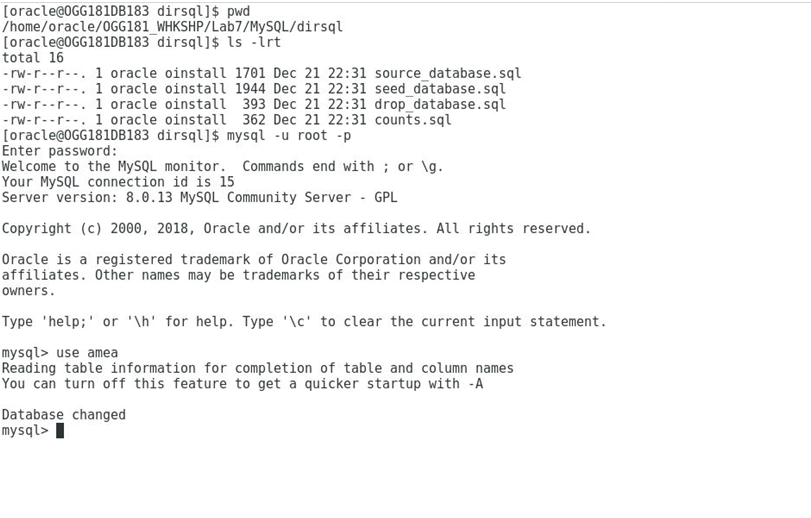 [oracle@OGG181DB183 dirsql]$ pwd
/home/oracle/OGG181_WHKSHP/Lab7/MySQL/dirsql
[oracle@OGG181DB183 dirsql]$ ls -lrt
total 16
-rw-r--r--. 1 oracle oinstall 1701 Dec 21 22:31 source_database.sql
-rw-r--r--. 1 oracle oinstall 1944 Dec 21 22:31 seed_database.sql
-rw-r--r--. 1 oracle oinstall  393 Dec 21 22:31 drop_database.sql
-rw-r--r--. 1 oracle oinstall  362 Dec 21 22:31 counts.sql
[oracle@OGG181DB183 dirsql]$ mysql -u root -p
Enter password:
Welcome to the MySQL monitor.  Commands end with ; or \g.
Your MySQL connection id is 15
Server version: 8.0.13 MySQL Community Server - GPL
Copyright (c) 2000, 2018, Oracle and/or its affiliates. All rights reserved.
Oracle is a registered trademark of Oracle Corporation and/or its
affiliates. Other names may be trademarks of their respective
owners.
Type 'help;' or '\h' for help. Type '\c' to clear the current input statement.
mysql> use amea
Reading table information for completion of table and column names
You can turn off this feature to get a quicker startup with -A
Database changed
mysql>